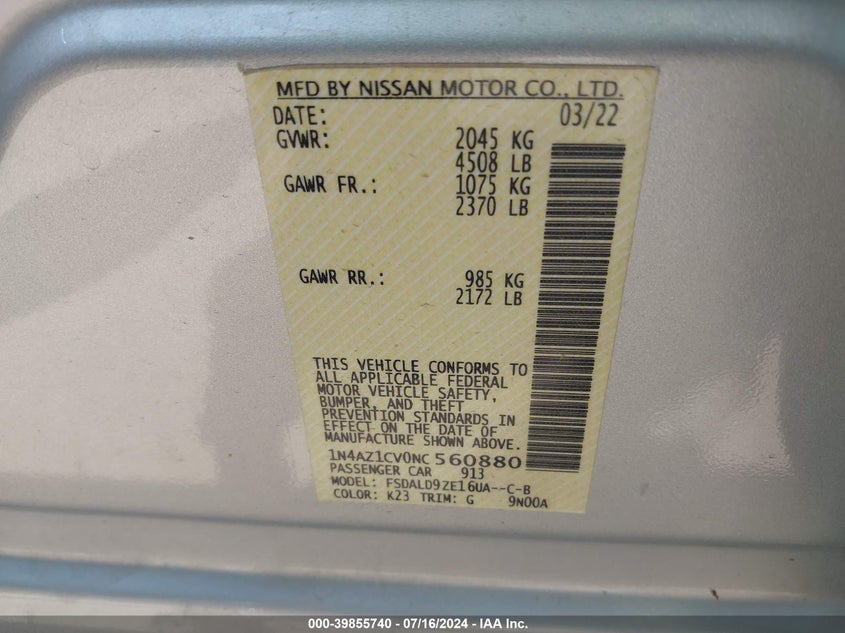 MFD BY NISSAN MOTOR CO., LTD.
DATE: 03/22
GVWR: 2045 KG
4508 LB
GAWR FR.: 1075 KG
2370 LB
GAWR RR.: 985 KG
2172 LB
THIS VEHICLE CONFORMS TO
ALL APPLICABLE FEDERAL
MOTOR VEHICLE SAFETY,
BUMPER, AND THEFT
PREVENTION STANDARDS IN
EFFECT ON THE DATE OF
MANUFACTURE SHOWN ABOVE.
1N4AZ1CV0NC560880
PASSENGER CAR 913
MODEL: FSDALD9ZE16UA--C-B
COLOR: K23 TRIM: G 9N00A
000-39855740 - 07/16/2024 - IAA Inc.